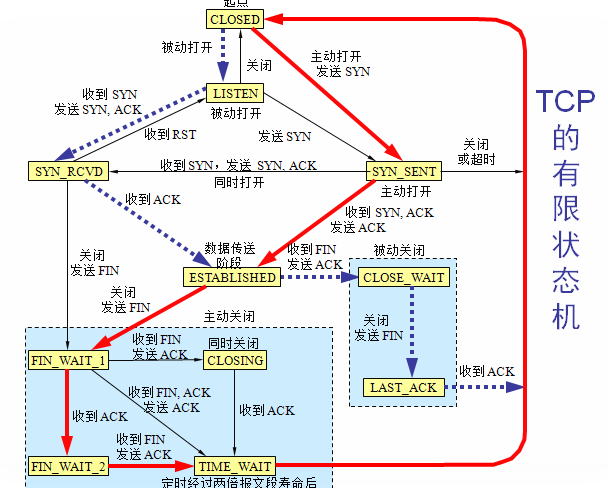 起点
CLOSED
被动打开
关闭
主动打开
发送 SYN
LISTEN
被动打开
收到 SYN
发送 SYN, ACK
收到 RST
发送 SYN
关闭
或超时
SYN_RCVD
收到 SYN，发送 SYN, ACK
同时打开
SYN_SENT
主动打开
收到 ACK
收到 SYN, ACK
发送 ACK
数据传送
阶段
ESTABLISHED
关闭
发送 FIN
关闭
发送 FIN
收到 FIN
发送 ACK
被动关闭
CLOSE_WAIT
关闭
发送 FIN
LAST_ACK
收到 ACK
主动关闭
FIN_WAIT_1
收到 FIN
发送 ACK
同时关闭
CLOSING
收到 FIN, ACK
发送 ACK
收到 ACK
收到 ACK
FIN_WAIT_2
收到 FIN
发送 ACK
TIME_WAIT
定时经过两倍报文段寿命后
TCP
的
有
限
状
态
机